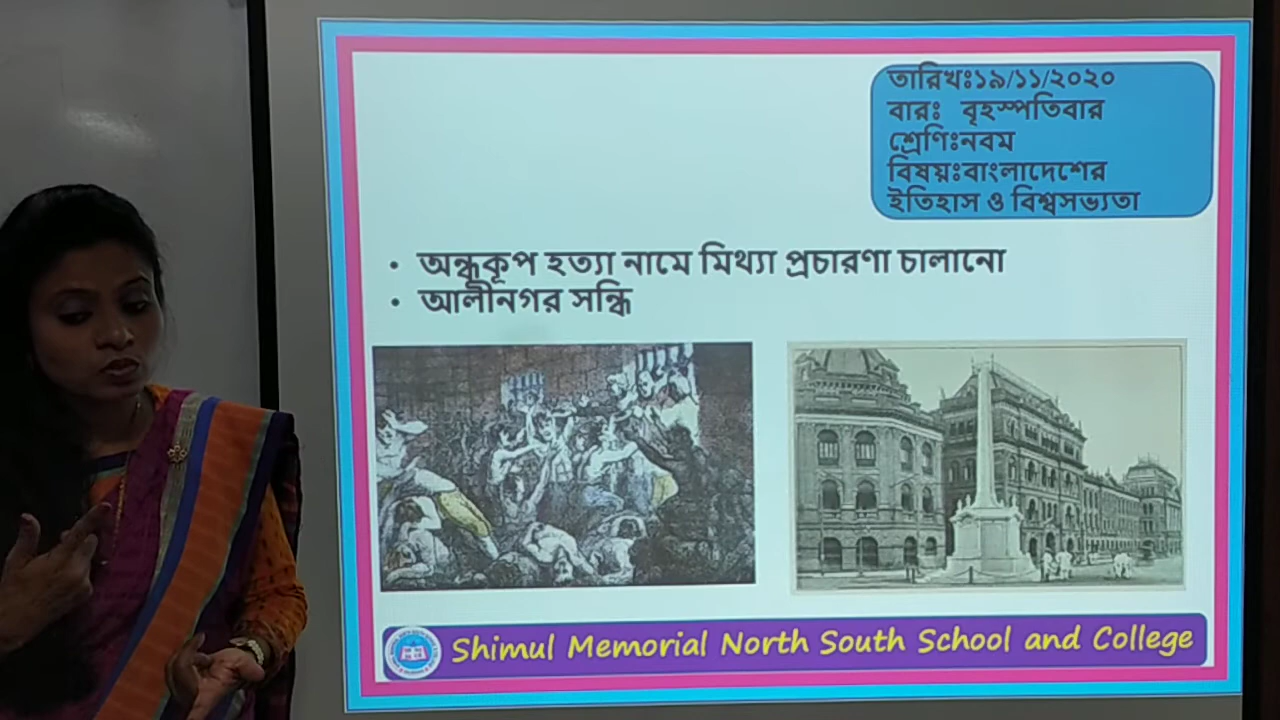 তারিখঃ১৯/১১/২০২০
বারঃ বৃহস্পতিবার
শ্রেণিঃনবম
বিষয়ঃবাংলাদেশের
ইতিহাস ও বিশ্বসভ্যতা
• অন্ধকূপ হত্যা নামে মিথ্যা প্রচারণা চালানো
• আলীনগর সন্ধি
Shimul Memorial North South School and College